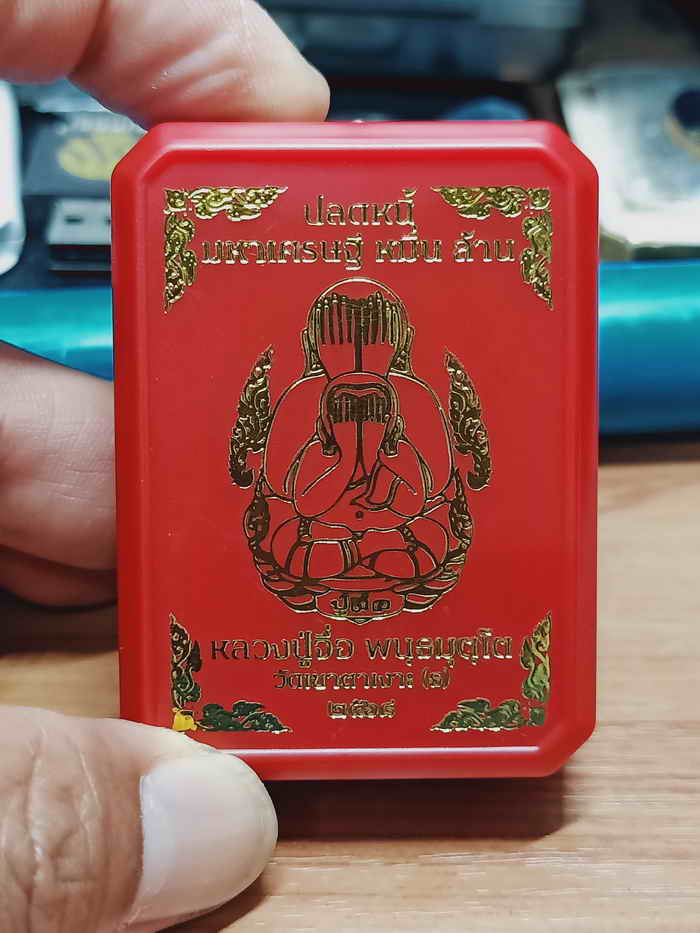 ปลดหนี้
มหาเศรษฐี หมื่น ล้าน
ปู่จื่อ
หลวงปู่จื่อ พนฺธมุตฺโต
วัดเขาตาเงาะ (อ)
๒๕๖๔